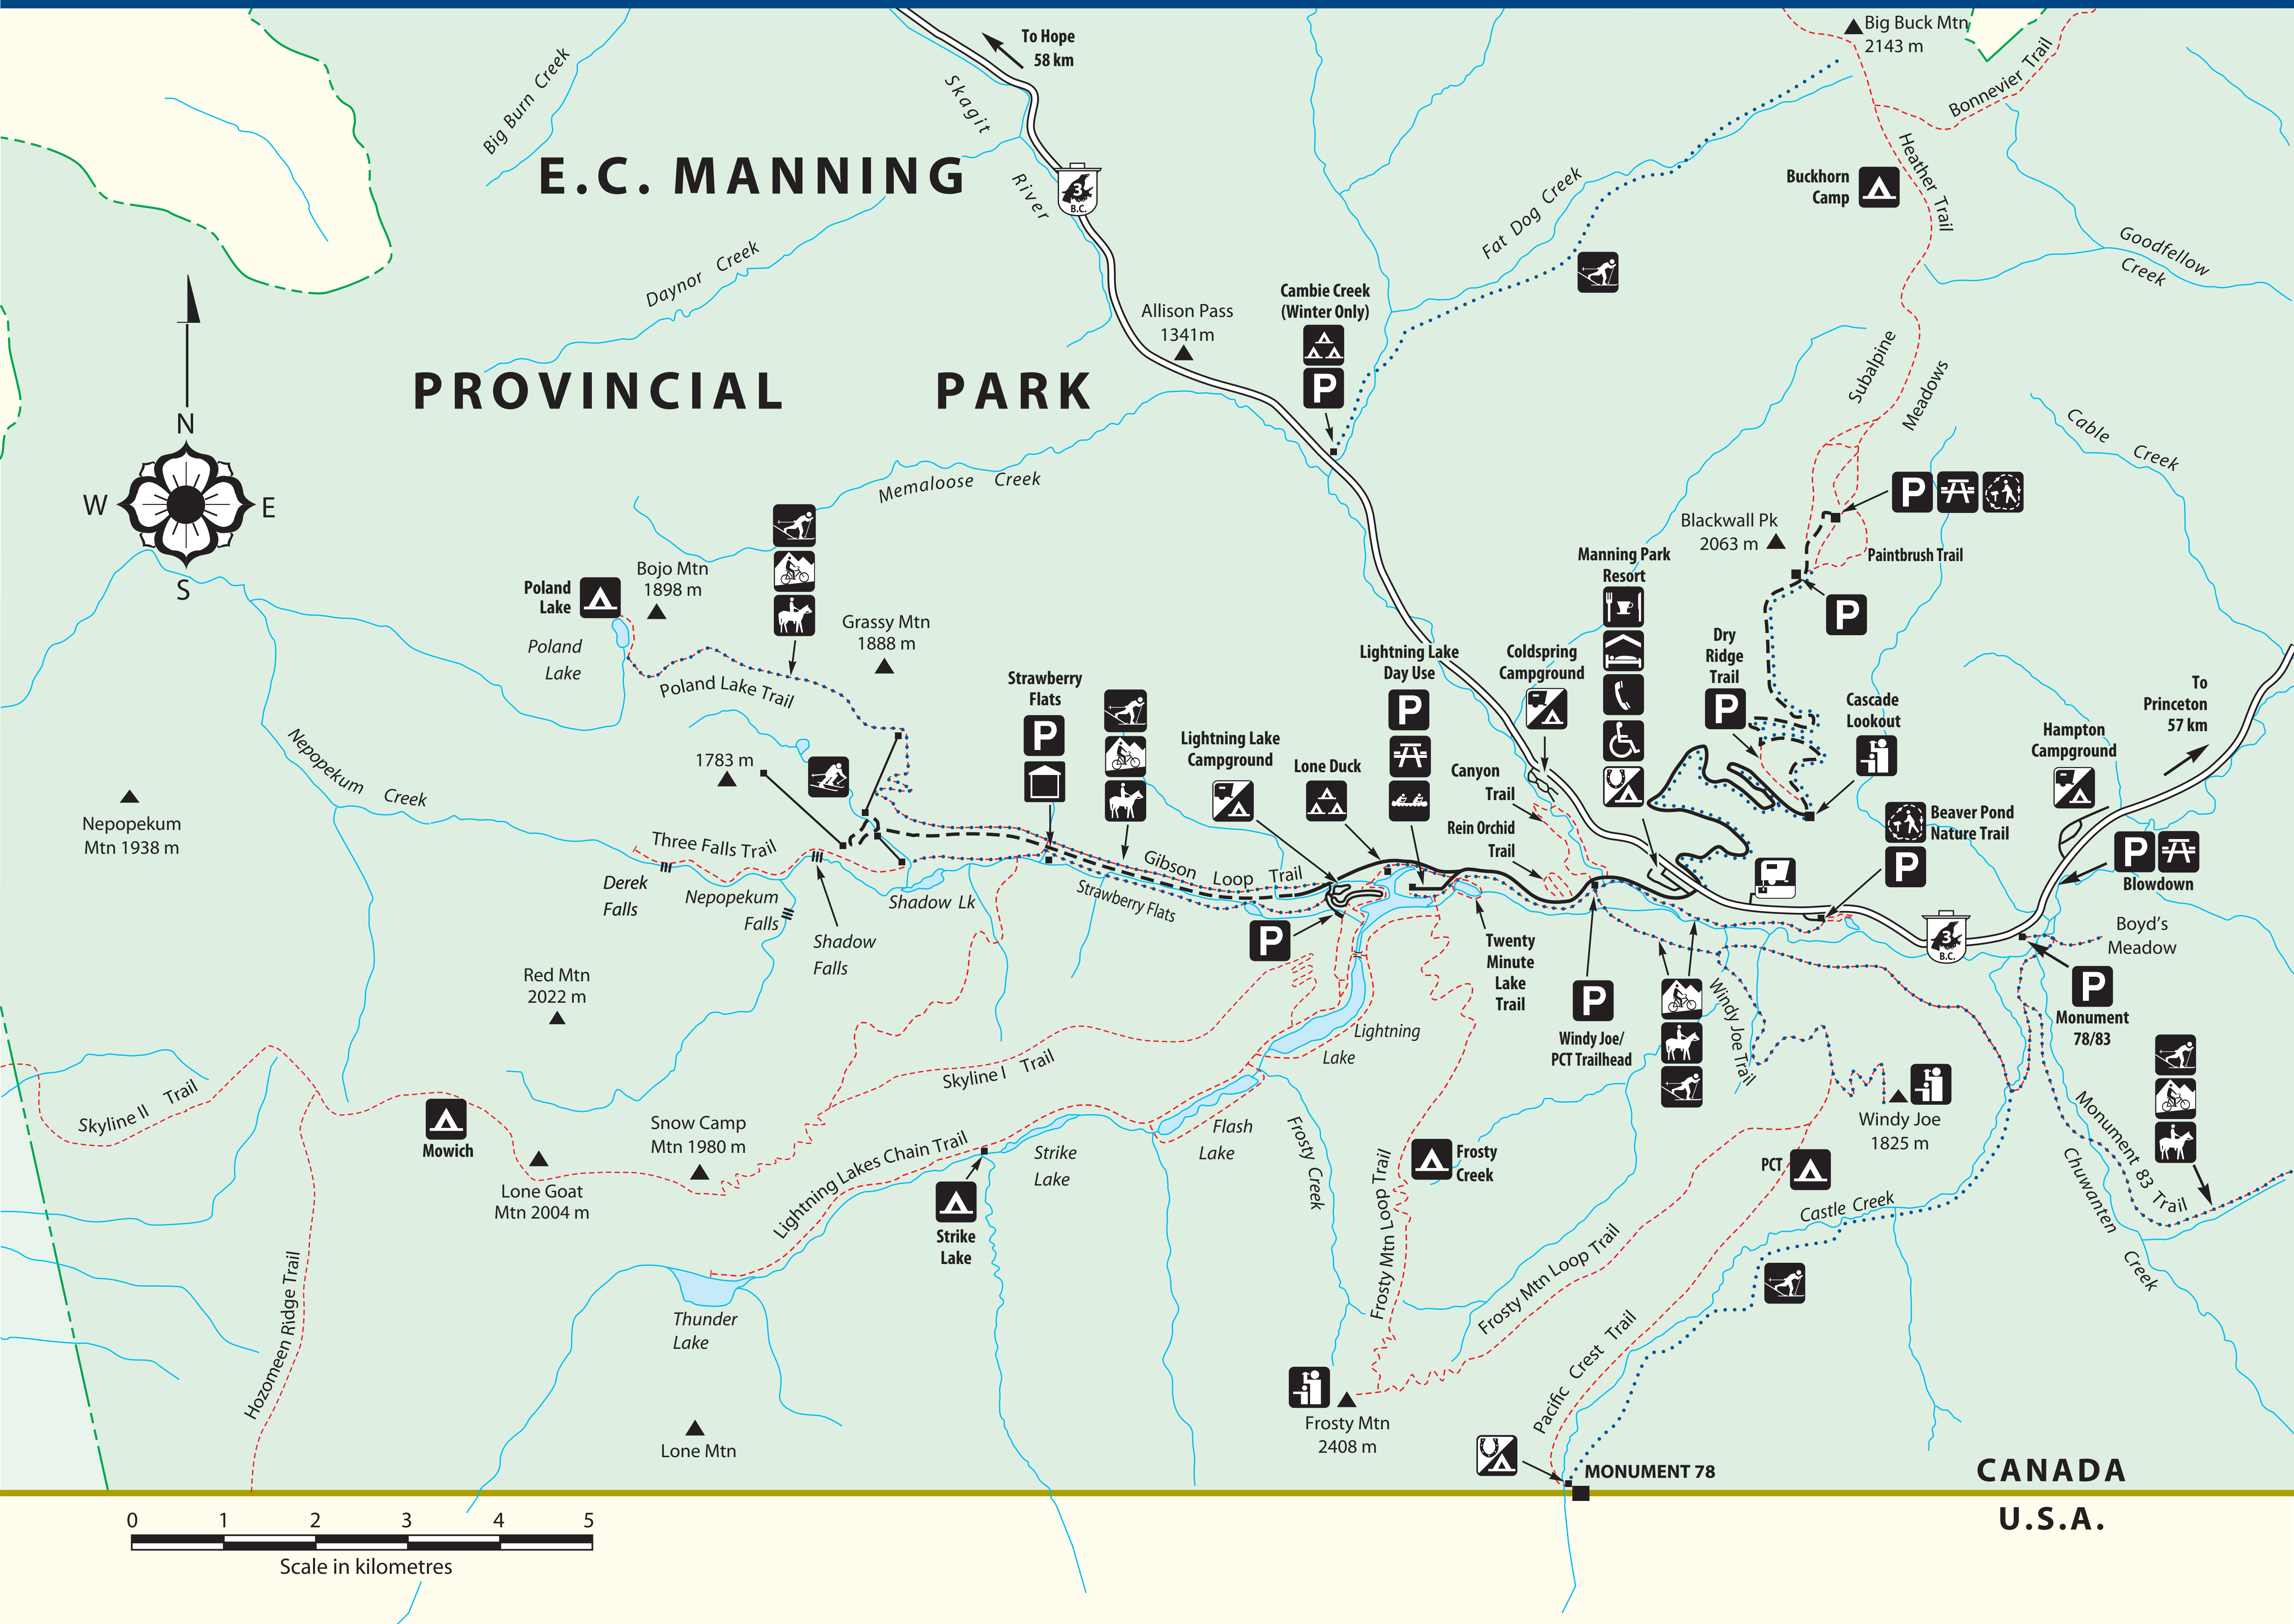 Big Buck Mtn
2143 m
To Hope
58 km
Big Burn Creek
Skagit
River
Bonnevier Trail
E.C. MANNING
3
B.C.
Heather Trail
Buckhorn
Camp
Fat Dog Creek
Goodfellow
Creek
Daynor Creek
Cambie Creek
(Winter Only)
Allison Pass
1341m
P
PROVINCIAL PARK
Subalpine
Meadows
N
W
E
S
Cable Creek
Memaloose Creek
P
Blackwall Pk
2063 m
Paintbrush Trail
Manning Park
Resort
P
Bojo Mtn
1898 m
Poland
Lake
Grassy Mtn
1888 m
Poland
Lake
Poland Lake Trail
Dry
Ridge
Trail
P
Lightning Lake
Day Use
P
Coldspring
Campground
Strawberry
Flats
P
Cascade
Lookout
To
Princeton
57 km
Hampton
Campground
Lightning Lake
Campground
Lone Duck
Canyon
Trail
1783 m
Nepopekum Creek
Nepopekum
Mtn 1938 m
Rein Orchid
Trail
Beaver Pond
Nature Trail
P
P
Blowdown
Three Falls Trail
Gibson Loop Trail
Strawberry Flats
Derek
Falls
Nepopekum
Falls
Shadow Lk
Shadow
Falls
P
Twenty
Minute
Lake
Trail
3
B.C.
Boyd's
Meadow
P
Monument
78/83
P
Windy Joe/
PCT Trailhead
Windy Joe Trail
Red Mtn
2022 m
Lightning
Lake
Skyline I Trail
Skyline II Trail
Mowich
Snow Camp
Mtn 1980 m
Lone Goat
Mtn 2004 m
Lightning Lakes Chain Trail
Strike
Lake
Flash
Lake
Frosty Creek
Frosty
Creek
Windy Joe
1825 m
PCT
Monument 83 Trail
Chuwanten
Creek
Castle Creek
Strike
Lake
Hozomeen Ridge Trail
Thunder
Lake
Frosty Mtn Loop Trail
Frosty Mtn Loop Trail
Pacific Crest Trail
Frosty Mtn
2408 m
Lone Mtn
MONUMENT 78
CANADA
U.S.A.
0 1 2 3 4 5
Scale in kilometres